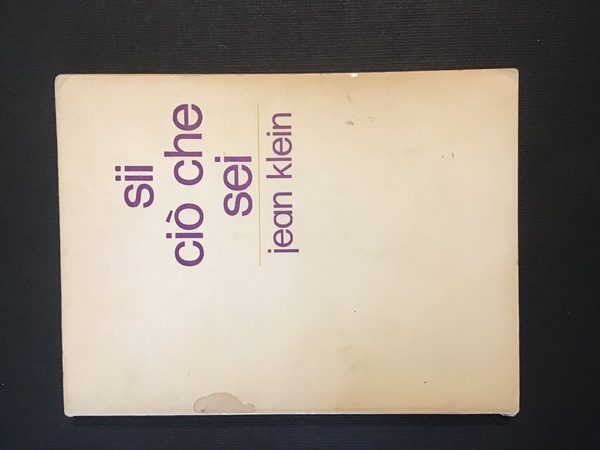 sii
ciò che
sei
jean klein